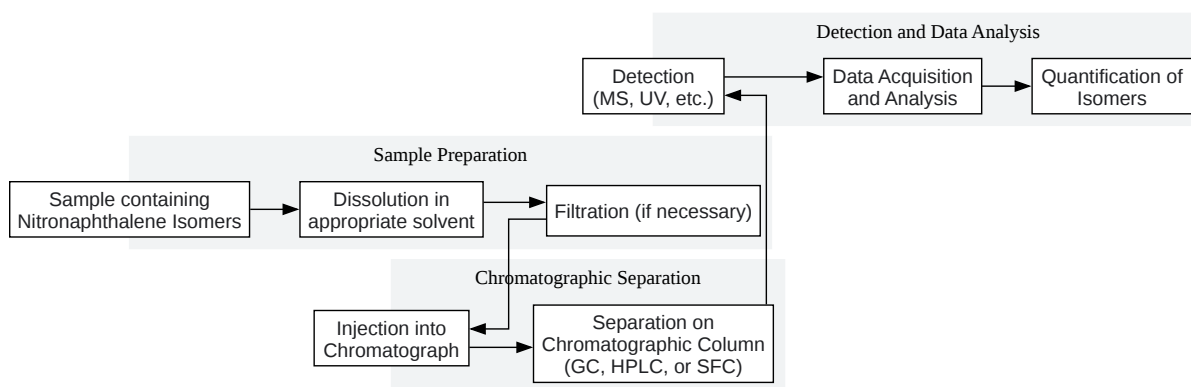 Detection and Data Analysis
Detection
(MS, UV, etc.)
Data Acquisition
and Analysis
Quantification of
Isomers
Sample Preparation
Sample containing
Nitronaphthalene Isomers
Dissolution in
appropriate solvent
Filtration (if necessary)
Chromatographic Separation
Injection into
Chromatograph
Separation on
Chromatographic Column
(GC, HPLC, or SFC)